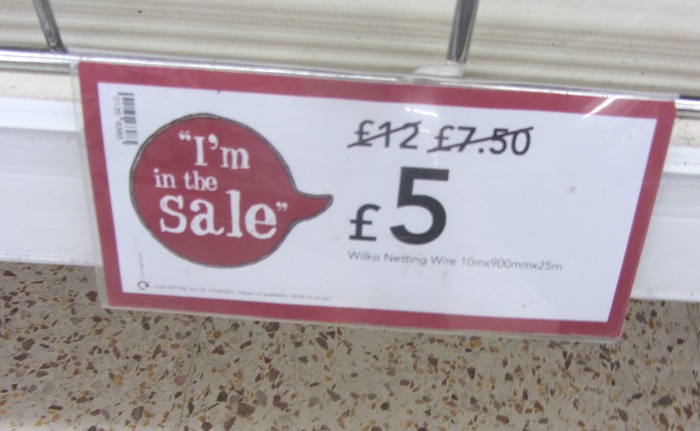 "I'm
in the
sale"
£12 £7.50
£5
Wilko Netting Wire 10mx900mmx25m